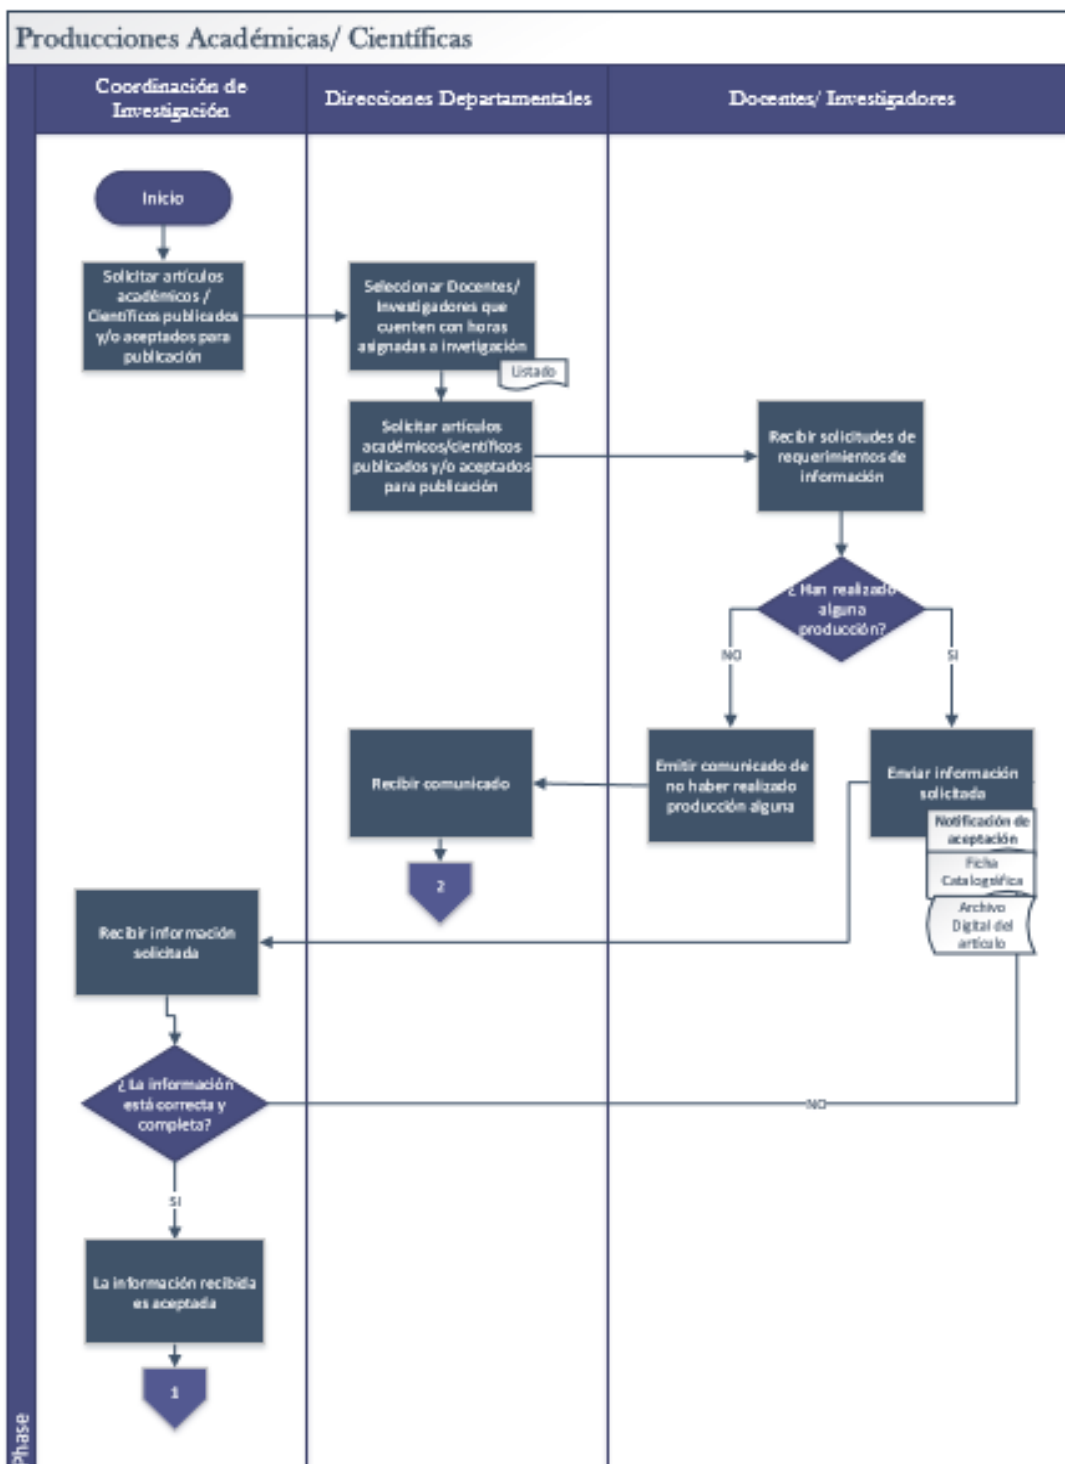 Producciones Académicas/ Científicas
Coordinación de
Investigación
Direcciones Departamentales
Docentes/ Investigadores
Inicio
Solicitar artículos
académicos /
Científicos publicados
y/o aceptados para
publicación
Seleccionar Docentes/
Investigadores que
cuenten con horas
asignadas a invetigación
Listado
Solicitar artículos
académicos/científicos
publicados y/o aceptados
para publicación
Recibir solicitudes de
requerimientos de
información
¿ Han realizado
alguna
producción?
NO
SI
Recibir comunicado
Emitir comunicado de
no haber realizado
producción alguna
Enviar información
solicitada
Notificación de
aceptación
Ficha
Catalográfica
Archivo
Digital del
artículo
2
Recibir información
solicitada
¿ La información
está correcta y
completa?
NO
SI
La información recibida
es aceptada
1
Phase